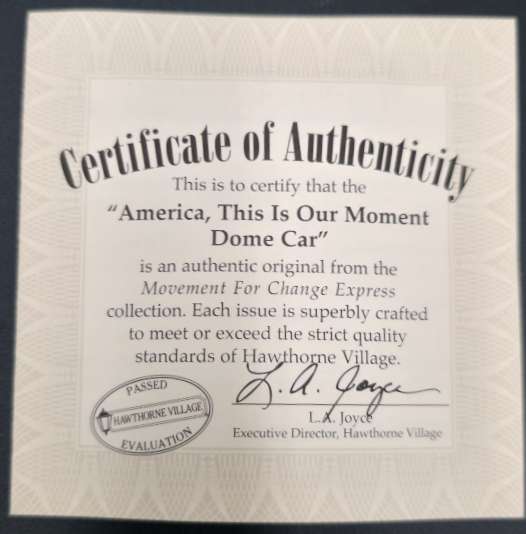 Certificate of Authenticity
This is to certify that the
“America, This Is Our Moment
Dome Car”
is an authentic original from the
Movement For Change Express
collection. Each issue is superbly crafted
to meet or exceed the strict quality
standards of Hawthorne Village.
L. A. Joyce
L.A. Joyce
Executive Director, Hawthorne Village
PASSED
HAWTHORNE VILLAGE
EVALUATION